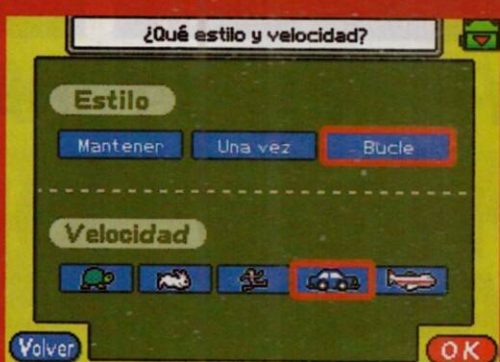 ¿Qué estilo y velocidad?
Estilo
Mantener Una vez Bucle
Velocidad
Volver OK